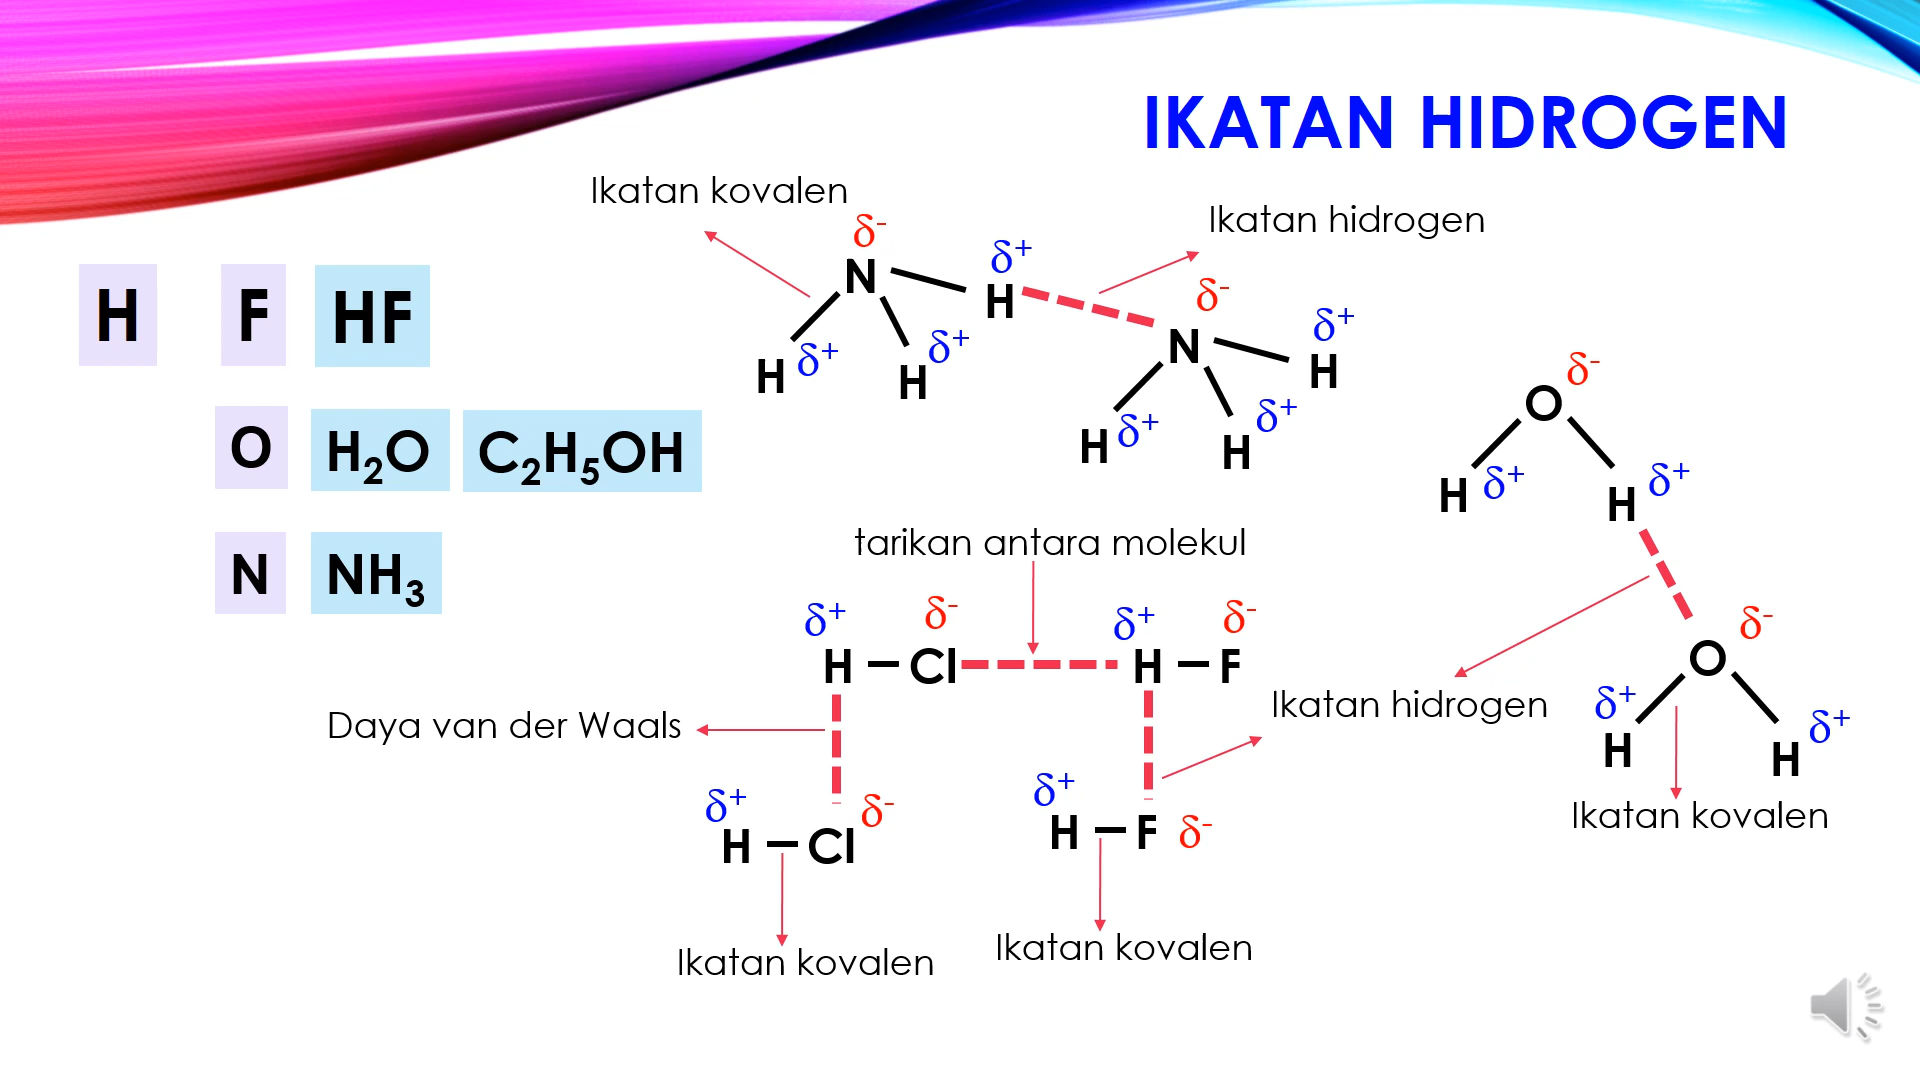 IKATAN HIDROGEN
H F HF
O H₂O C₂H₅OH
N NH₃
Ikatan kovalen
Ikatan hidrogen
δ⁻
N
δ⁺
H
H δ⁺
H δ⁺
δ⁻
N
δ⁺
H
H δ⁺
H δ⁺
δ⁻
O
H δ⁺
H δ⁺
δ⁻
O
δ⁺
H
H δ⁺
Ikatan kovalen
tarikan antara molekul
δ⁺ δ⁻ δ⁺ δ⁻
H – Cl H – F
Daya van der Waals
Ikatan hidrogen
δ⁺ δ⁻
H – Cl
δ⁺
H – F δ⁻
Ikatan kovalen
Ikatan kovalen